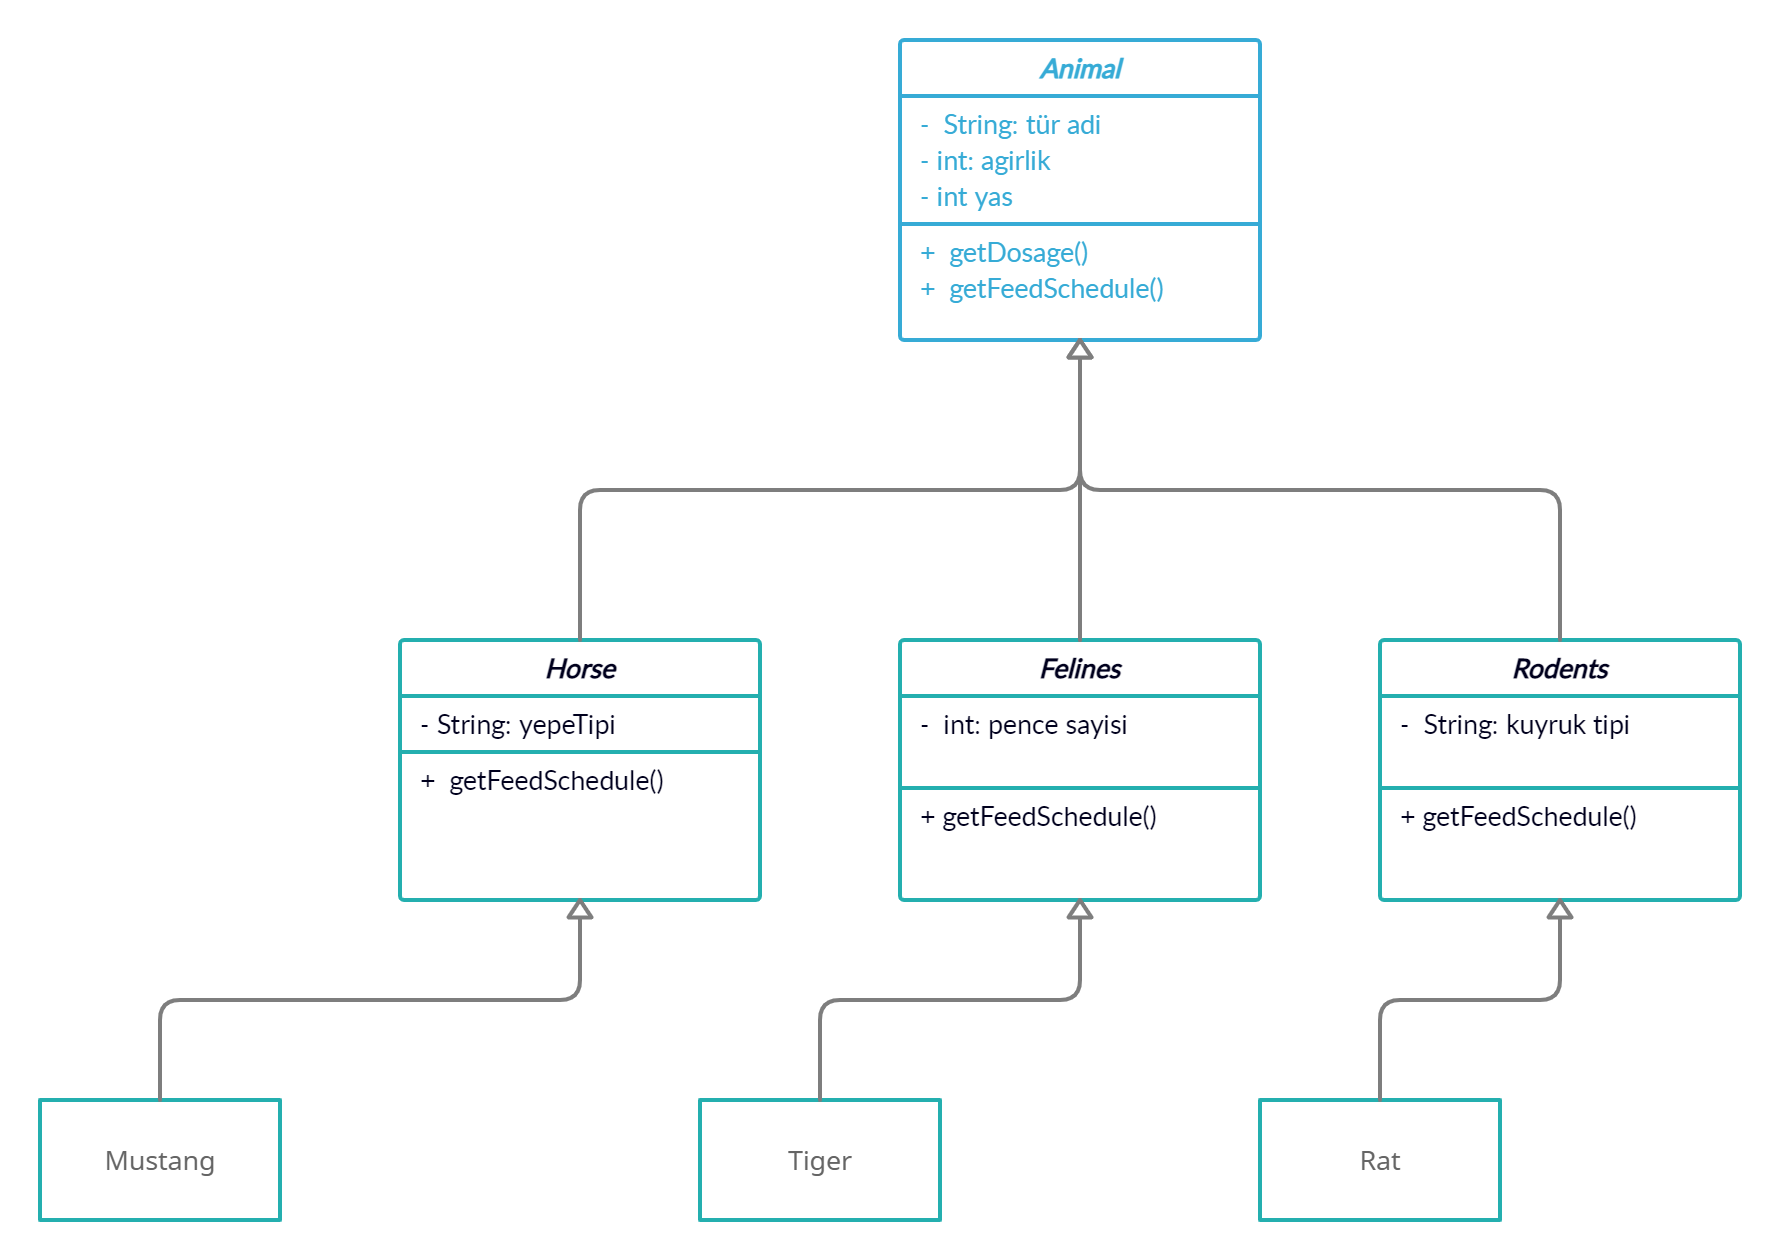 Animal
- String: tür adi
- int: agirlik
- int yas
+ getDosage()
+ getFeedSchedule()
Horse
- String: yepeTipi
+ getFeedSchedule()
Felines
- int: pence sayisi
+ getFeedSchedule()
Rodents
- String: kuyruk tipi
+ getFeedSchedule()
Mustang
Tiger
Rat